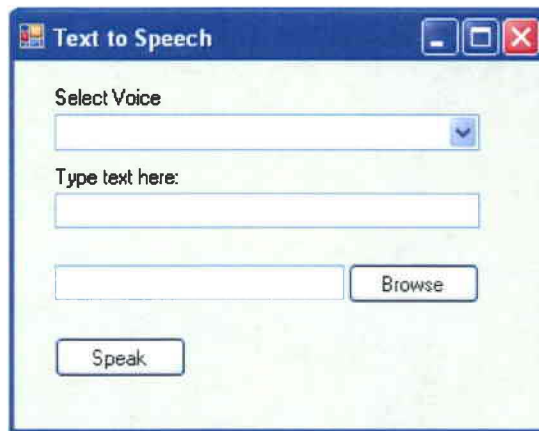 Text to Speech
Select Voice
Type text here:
Browse
Speak